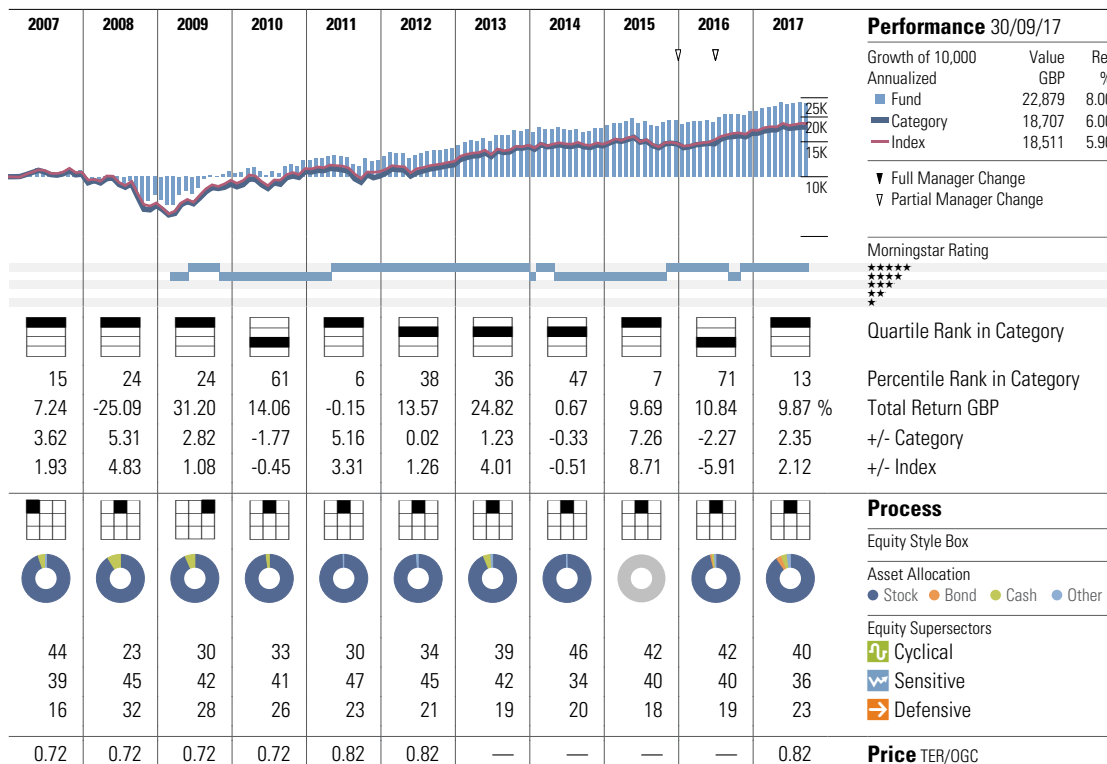 2007 2008 2009 2010 2011 2012 2013 2014 2015 2016 2017
Performance 30/09/17
Growth of 10,000 Value
Annualized GBP %
Fund 22,879 8.00
Category 18,707 6.00
Index 18,511 5.90
▼ Full Manager Change
▽ Partial Manager Change
25K
20K
15K
10K
Morningstar Rating
★★★★★
★★★★
★★★
★★
★
Quartile Rank in Category
15 24 24 61 6 38 36 47 7 71 13 Percentile Rank in Category
7.24 -25.09 31.20 14.06 -0.15 13.57 24.82 0.67 9.69 10.84 9.87 % Total Return GBP
3.62 5.31 2.82 -1.77 5.16 0.02 1.23 -0.33 7.26 -2.27 2.35 +/- Category
1.93 4.83 1.08 -0.45 3.31 1.26 4.01 -0.51 8.71 -5.91 2.12 +/- Index
Process
Equity Style Box
Asset Allocation
Stock Bond Cash Other
Equity Supersectors
44 23 30 33 30 34 39 46 42 42 40 Cyclical
39 45 42 41 47 45 42 34 40 40 36 Sensitive
16 32 28 26 23 21 19 20 18 19 23 Defensive
0.72 0.72 0.72 0.72 0.82 0.82 — — — — 0.82 Price TER/OGC